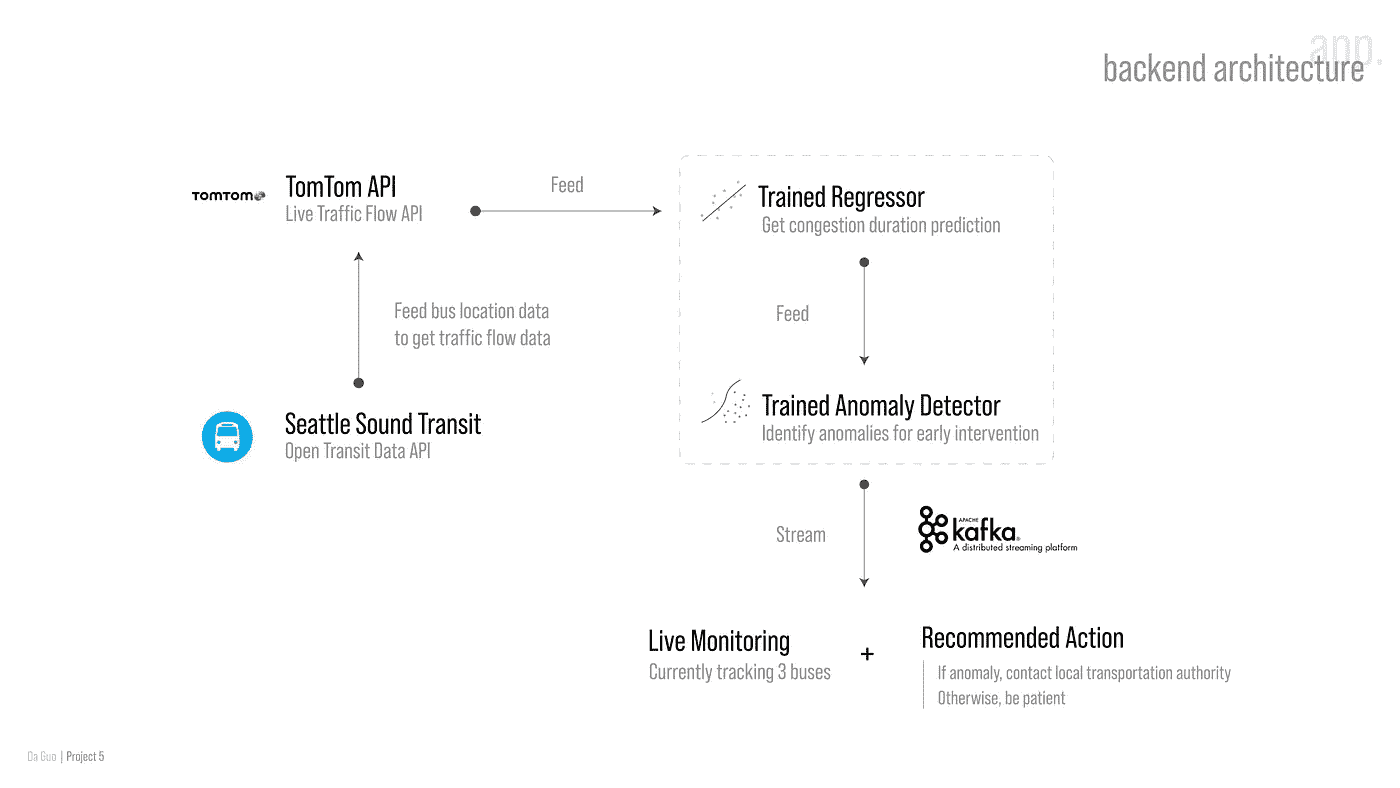 app.
backend architecture
TOMTOM
TomTom API
Live Traffic Flow API
Feed
Trained Regressor
Get congestion duration prediction
Feed bus location data
to get traffic flow data
Feed
Seattle Sound Transit
Open Transit Data API
Trained Anomaly Detector
Identify anomalies for early intervention
Stream
APACHE
kafka®
A distributed streaming platform
Live Monitoring
Currently tracking 3 buses
+
Recommended Action
If anomaly, contact local transportation authority
Otherwise, be patient
Da Guo | Project 5